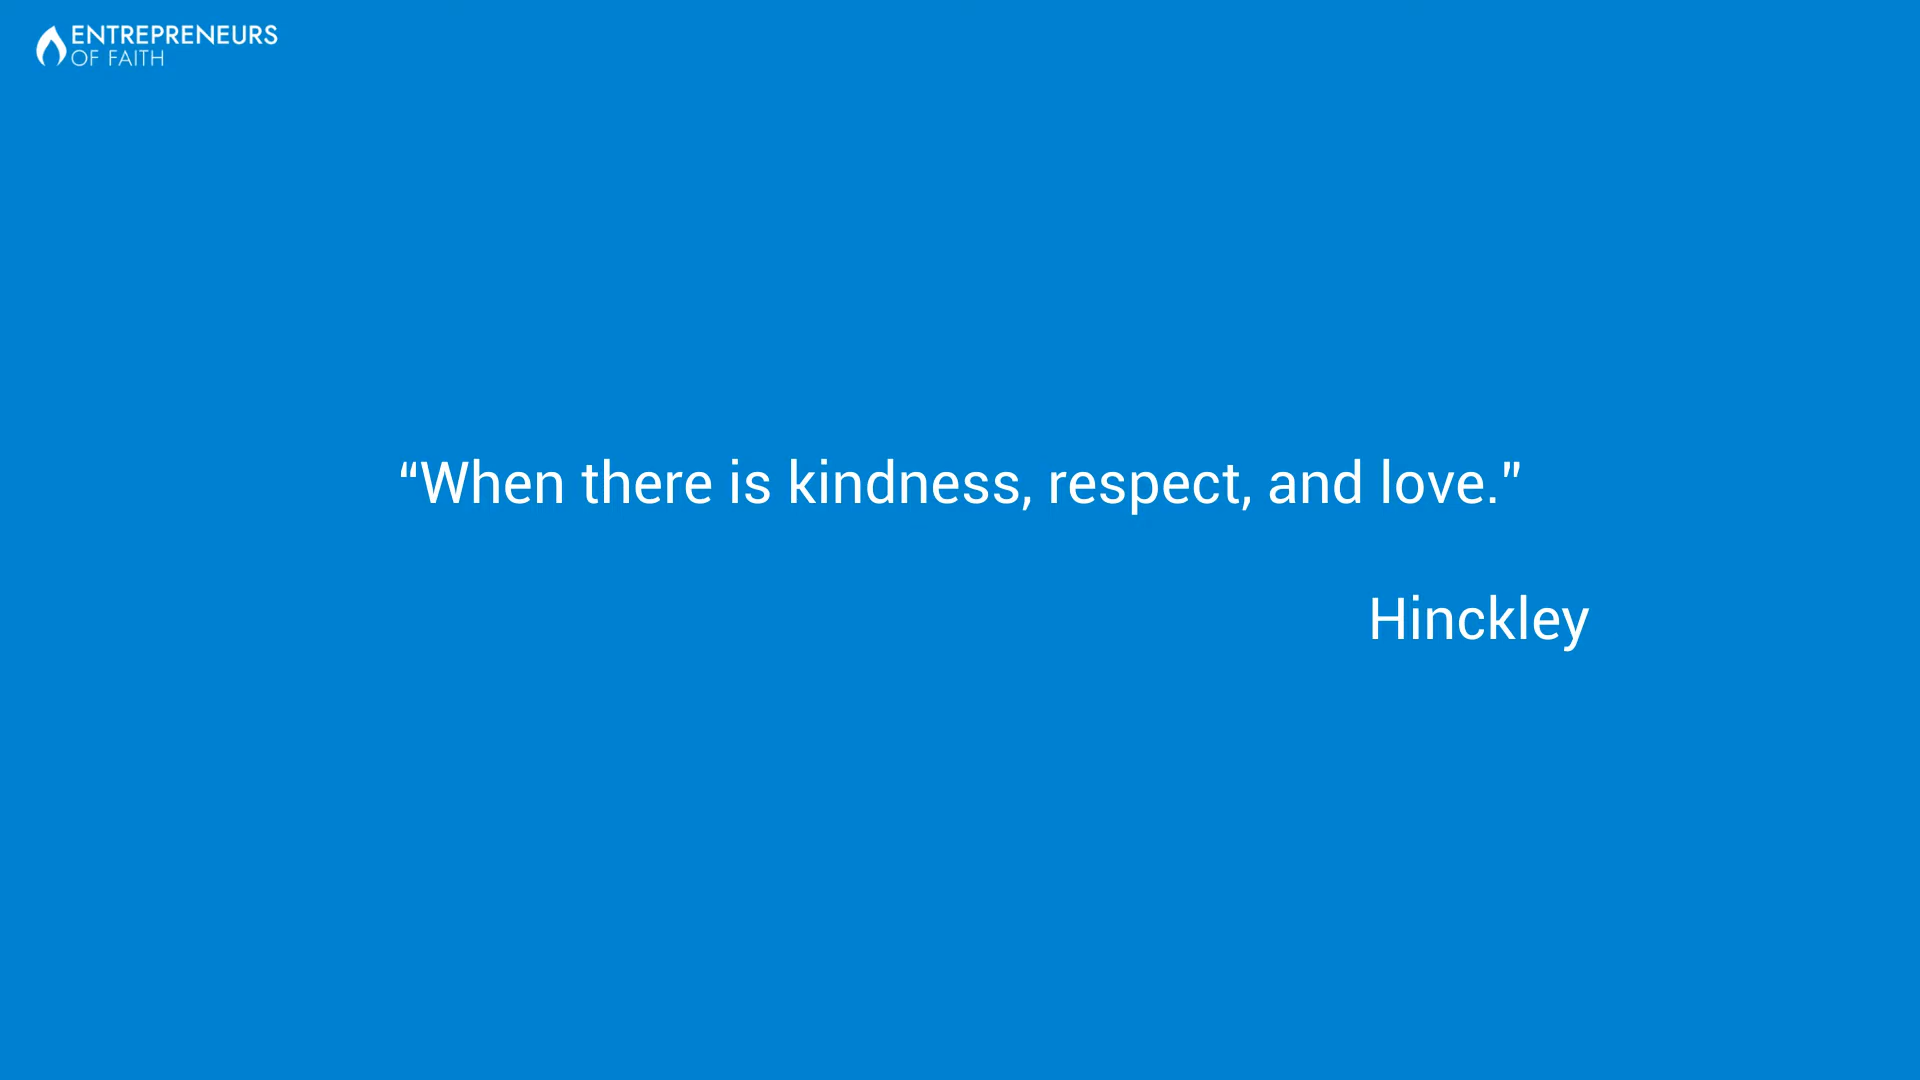 ENTREPRENEURS
OF FAITH
“When there is kindness, respect, and love.”
Hinckley